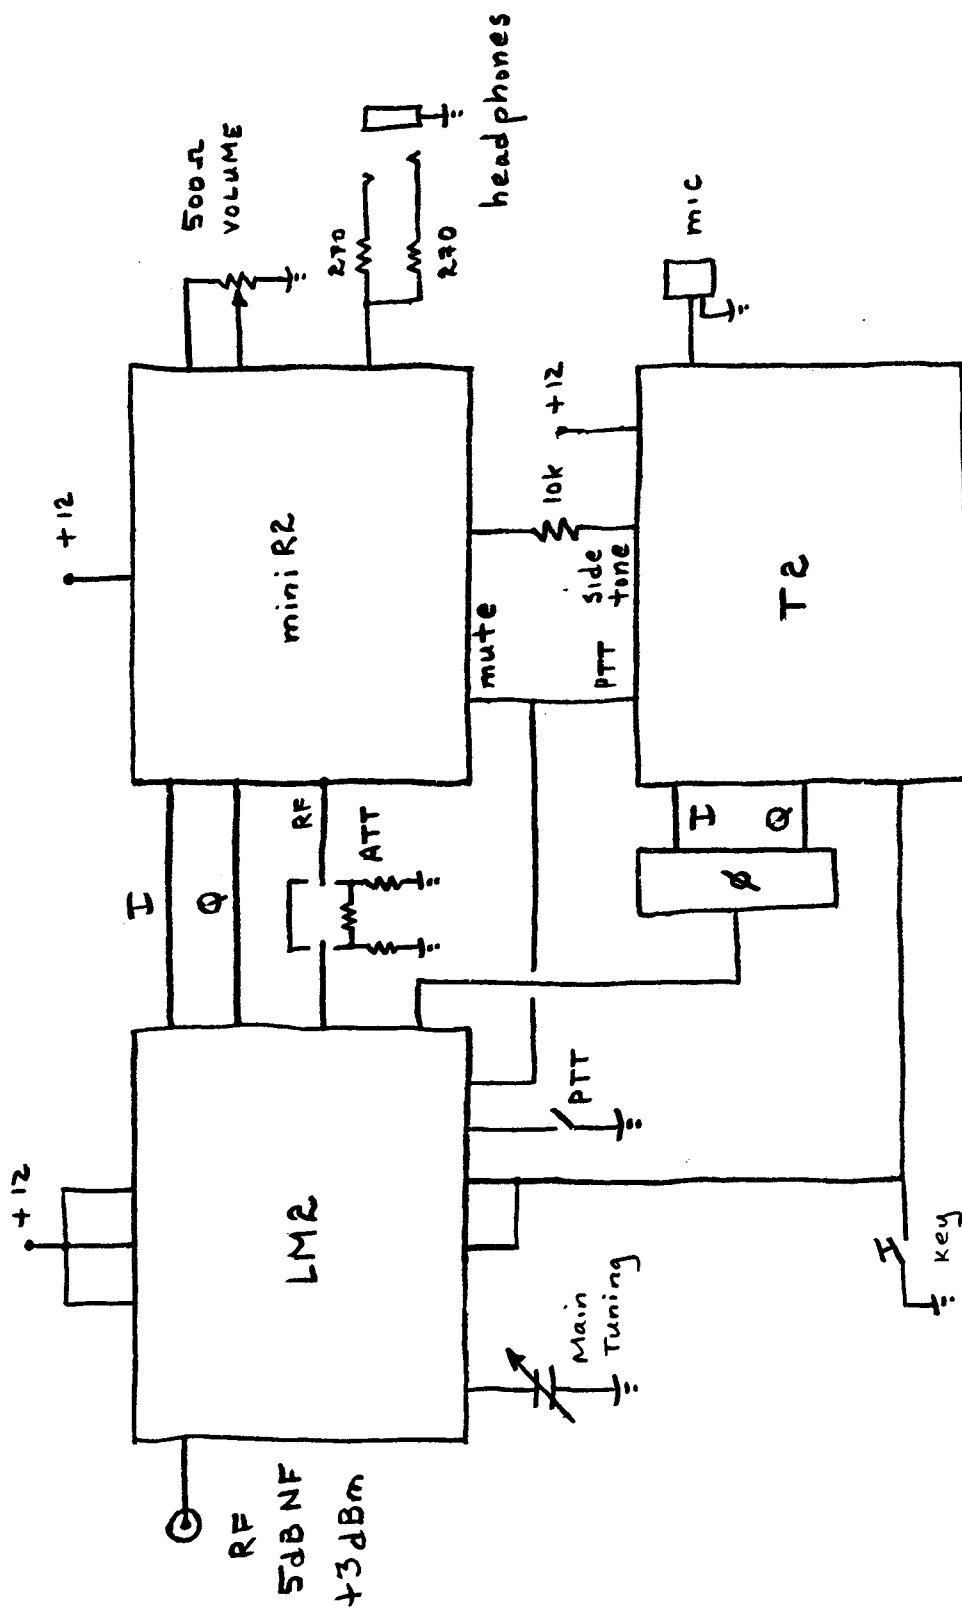 +12
+12
500Ω
VOLUME
I
Q
RF
ATT
270
270
headphones
mini R2
mute
LM2
RF
5dB NF
+3dBm
Main
Tuning
PTT
PTT
Side
tone
10k
+12
mic
I
Q
ø
T2
Key